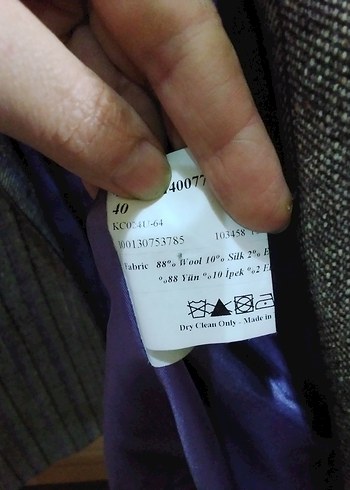 40077
40
KC024U-64
100130753785 103458
Fabric 88% Wool 10% Silk 2% E
%88 Yün %10 İpek %2 E
Dry Clean Only - Made in